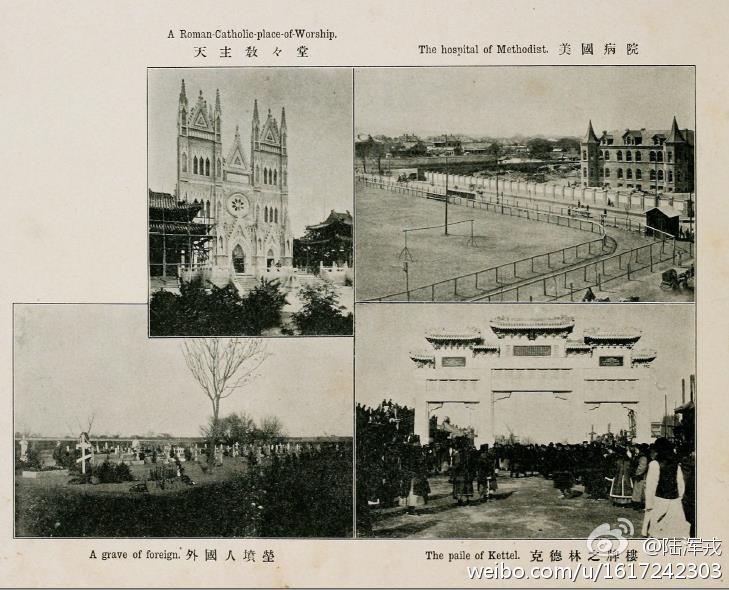 A Roman-Catholic-place-of-Worship.
天主教々堂
The hospital of Methodist. 美國病院
A grave of foreign. 外國人墳塋
The paile of Kettel. 克德林之牌樓
@陆浑戎
weibo.com/u/1617242303